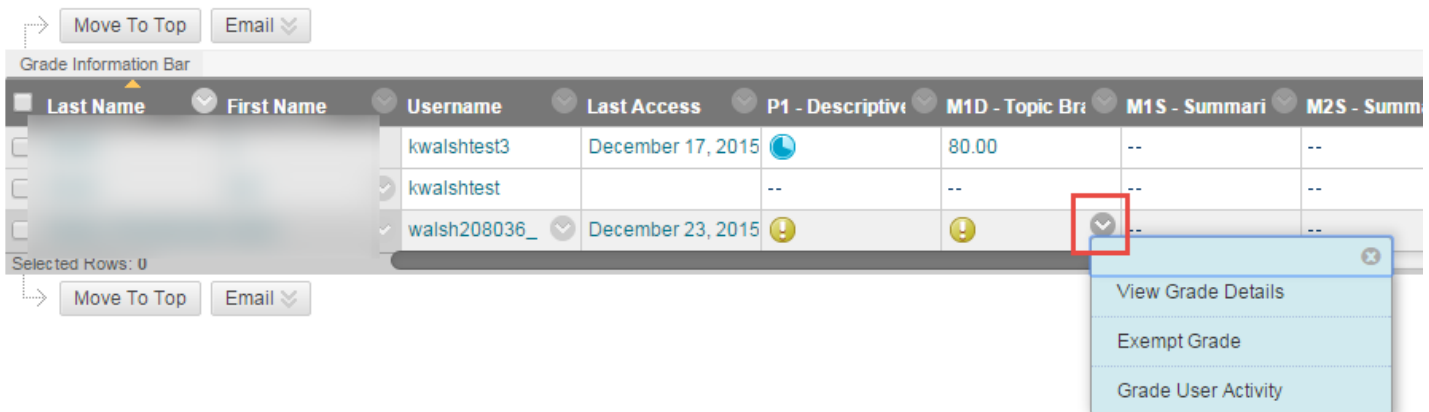 Move To Top Email
Grade Information Bar
Last Name First Name Username Last Access P1 - Descriptive M1D - Topic Bra M1S - Summari M2S - Summ
kwalshtest3 December 17, 2015 80.00 -- --
kwalshtest -- -- -- --
walsh208036_ December 23, 2015 -- --
Selected Rows: 0
Move To Top Email
View Grade Details
Exempt Grade
Grade User Activity